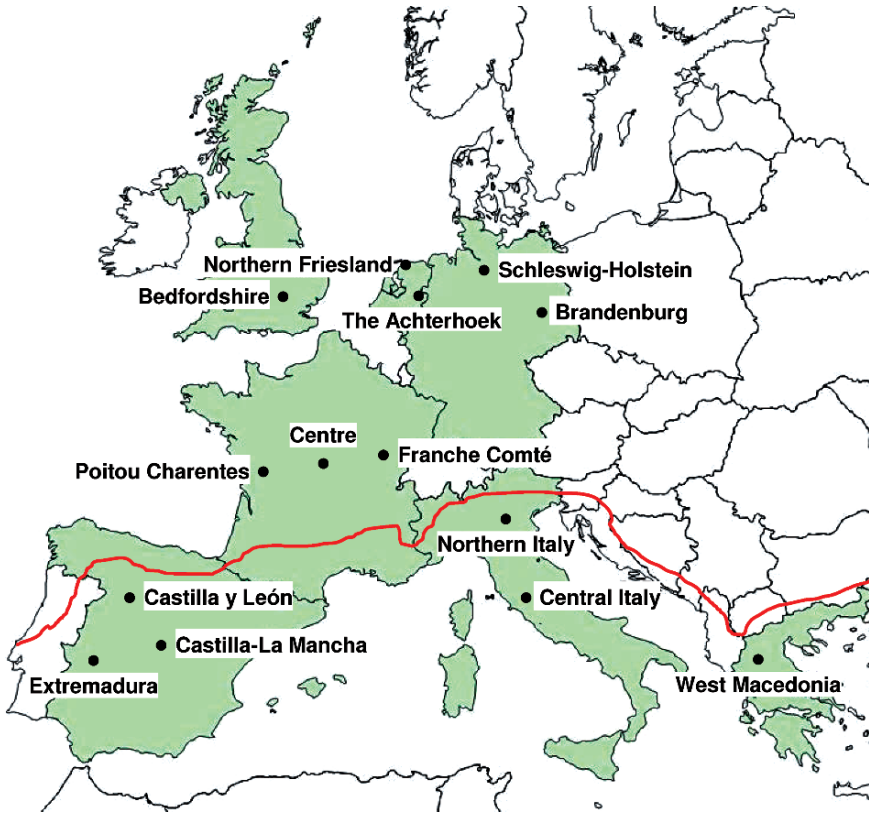 Northern Friesland
Schleswig-Holstein
Bedfordshire
The Achterhoek
Brandenburg
Centre
Franche Comté
Poitou Charentes
Northern Italy
Castilla y León
Central Italy
Castilla-La Mancha
Extremadura
West Macedonia